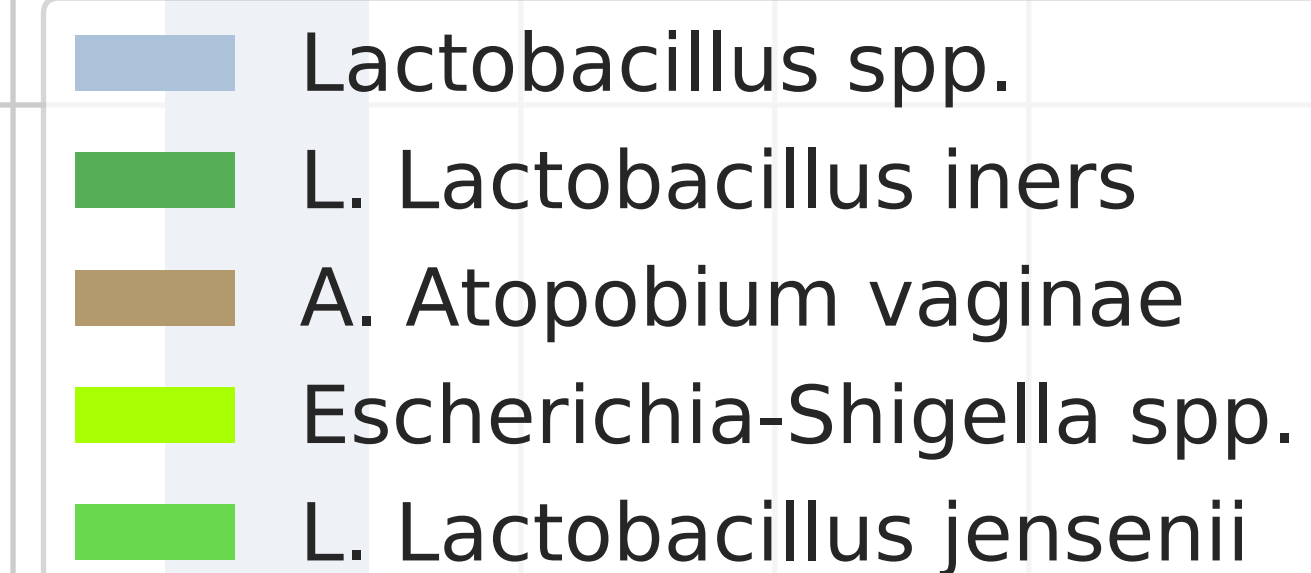 Lactobacillus spp.
L. Lactobacillus iners
A. Atopobium vaginae
Escherichia-Shigella spp.
L. Lactobacillus jensenii